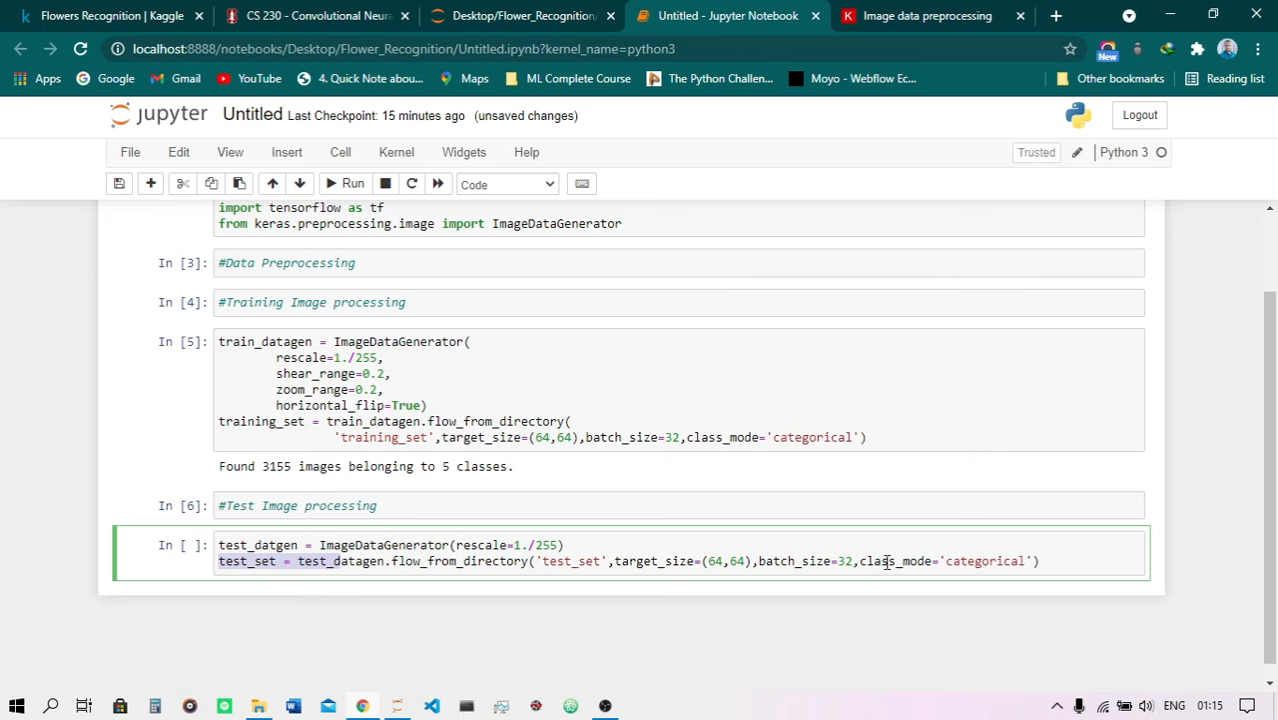 Flowers Recognition | Kaggle
CS 230 - Convolutional Neura
Desktop/Flower_Recognition/
Untitled - Jupyter Notebook
Image data preprocessing
localhost:8888/notebooks/Desktop/Flower_Recognition/Untitled.ipynb?kernel_name=python3
New
Apps
Google
Gmail
YouTube
4. Quick Note abou...
Maps
ML Complete Course
The Python Challen...
Moyo - Webflow Ec...
Other bookmarks
Reading list
jupyter Untitled Last Checkpoint: 15 minutes ago (unsaved changes)
Logout
File Edit View Insert Cell Kernel Widgets Help
Trusted
Python 3
Run
Code
import tensorflow as tf
from keras.preprocessing.image import ImageDataGenerator
In [3]: #Data Preprocessing
In [4]: #Training Image processing
In [5]: train_datagen = ImageDataGenerator(
rescale=1./255,
shear_range=0.2,
zoom_range=0.2,
horizontal_flip=True)
training_set = train_datagen.flow_from_directory(
'training_set',target_size=(64,64),batch_size=32,class_mode='categorical')
Found 3155 images belonging to 5 classes.
In [6]: #Test Image processing
In [ ]: test_datgen = ImageDataGenerator(rescale=1./255)
test_set = test_datagen.flow_from_directory('test_set',target_size=(64,64),batch_size=32,class_mode='categorical')
ENG 01:15